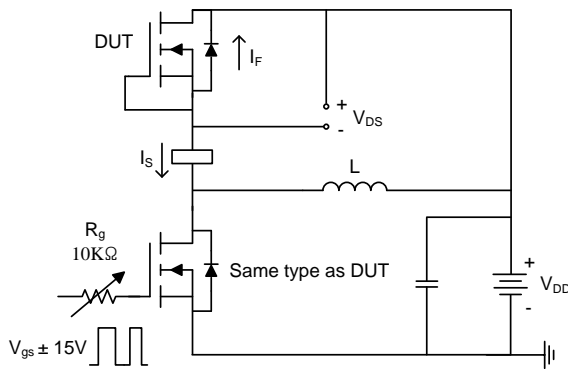 DUT
I_F
+
V_DS
-
I_S
L
R_g
10KΩ
Same type as DUT
+
V_DD
-
V_gs ± 15V